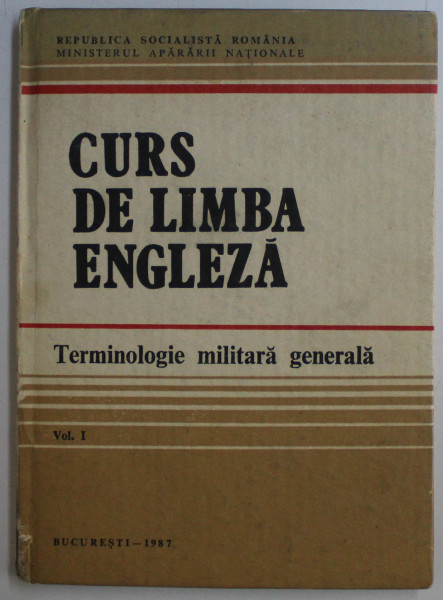 REPUBLICA SOCIALISTĂ ROMÂNIA
MINISTERUL APĂRĂRII NAȚIONALE
CURS
DE LIMBA
ENGLEZĂ
Terminologie militară generală
Vol. I
BUCUREȘTI—1987